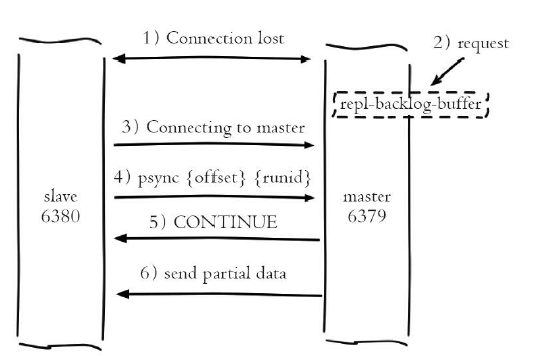 1) Connection lost
2) request
repl-backlog-buffer
3) Connecting to master
4) psync {offset} {runid}
slave
6380
master
6379
5) CONTINUE
6) send partial data